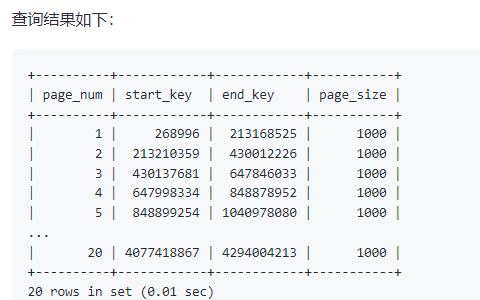 查询结果如下：
+----------+------------+------------+-----------+
| page_num | start_key  | end_key    | page_size |
+----------+------------+------------+-----------+
|        1 |     268996 |  213168525 |      1000 |
|        2 |  213210359 |  430012226 |      1000 |
|        3 |  430137681 |  647846033 |      1000 |
|        4 |  647998334 |  848878952 |      1000 |
|        5 |  848899254 | 1040978080 |      1000 |
...
|       20 | 4077418867 | 4294004213 |      1000 |
+----------+------------+------------+-----------+
20 rows in set (0.01 sec)